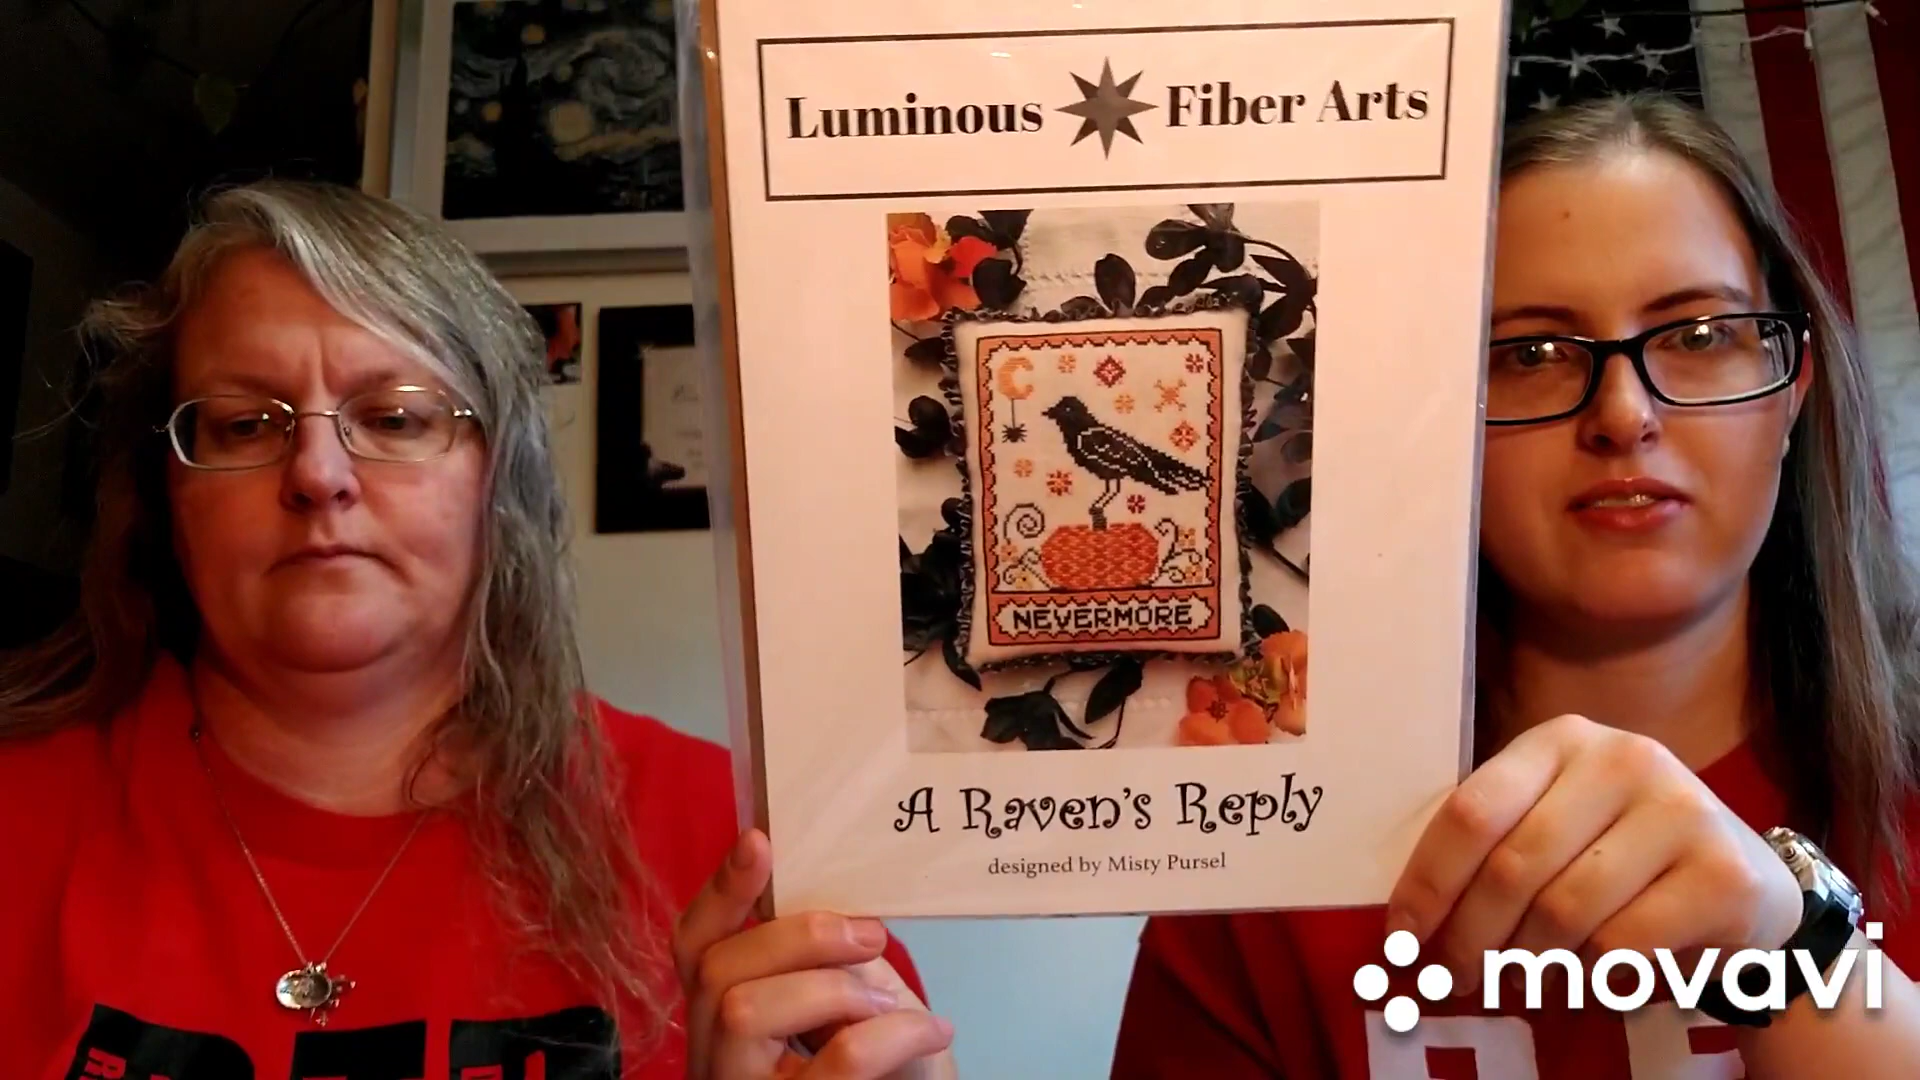 Luminous Fiber Arts
NEVERMORE
A Raven's Reply
designed by Misty Pursel
movavi